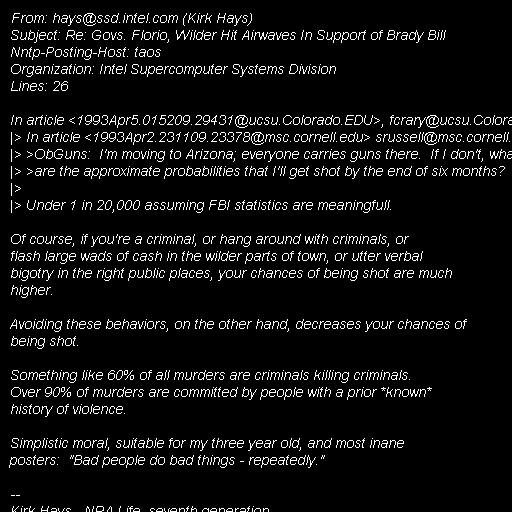 From: hays@ssd.intel.com (Kirk Hays)
Subject: Re: Govs. Florio, Wilder Hit Airwaves In Support of Brady Bill
Nntp-Posting-Host: taos
Organization: Intel Supercomputer Systems Division
Lines: 26

In article <1993Apr5.015209.29431@ucsu.Colorado.EDU>, fcrary@ucsu.Colora
|> In article <1993Apr2.231109.23378@msc.cornell.edu> srussell@msc.cornell.
|> >ObGuns:  I'm moving to Arizona; everyone carries guns there.  If I don't, wha
|> >are the approximate probabilities that I'll get shot by the end of six months?
|>
|> Under 1 in 20,000 assuming FBI statistics are meaningfull.

Of course, if you're a criminal, or hang around with criminals, or
flash large wads of cash in the wilder parts of town, or utter verbal
bigotry in the right public places, your chances of being shot are much
higher.

Avoiding these behaviors, on the other hand, decreases your chances of
being shot.

Something like 60% of all murders are criminals killing criminals.
Over 90% of murders are committed by people with a prior *known*
history of violence.

Simplistic moral, suitable for my three year old, and most inane
posters:  "Bad people do bad things - repeatedly."

--
Kirk Hays - NRA Life, seventh generation.